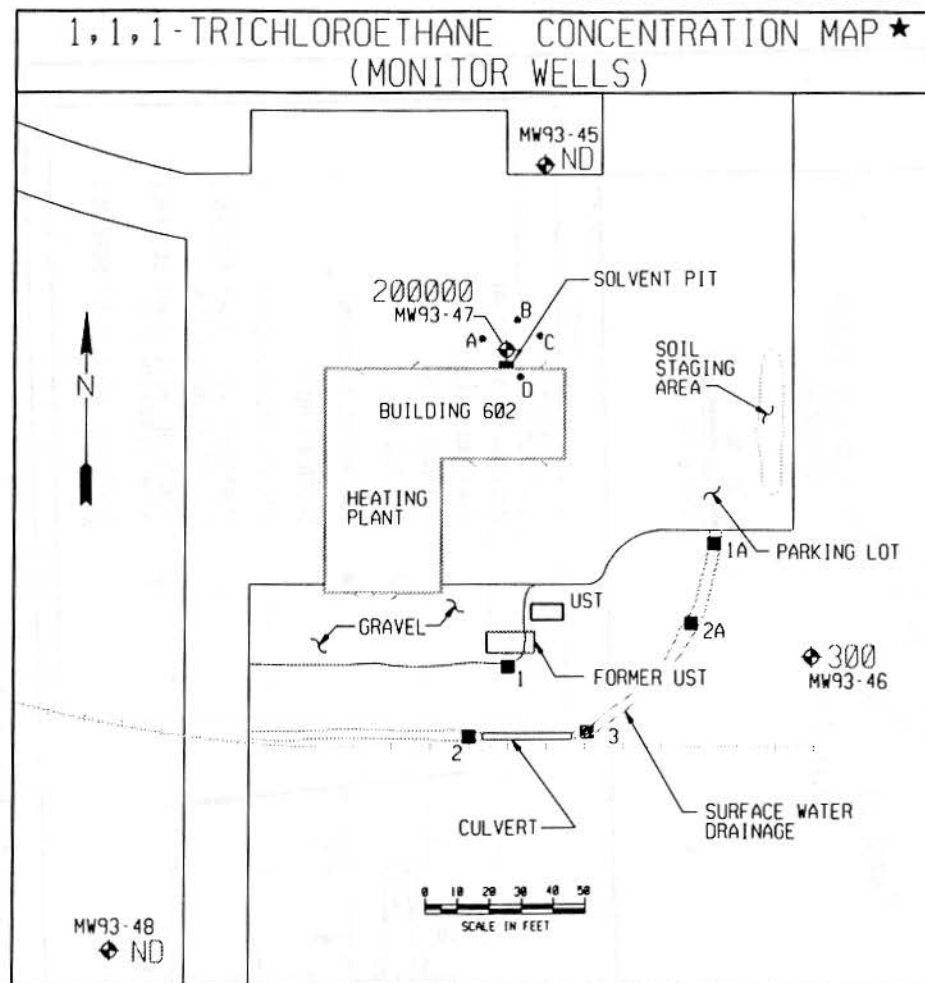 1,1,1-TRICHLOROETHANE CONCENTRATION MAP ★
(MONITOR WELLS)
MW93-45
ND
200000
MW93-47
SOLVENT PIT
A
B
C
D
BUILDING 602
SOIL
STAGING
AREA
N
HEATING
PLANT
1A
PARKING LOT
UST
GRAVEL
2A
300
MW93-46
1
FORMER UST
2
3
SURFACE WATER
DRAINAGE
CULVERT
0 10 20 30 40 50
SCALE IN FEET
MW93-48
ND